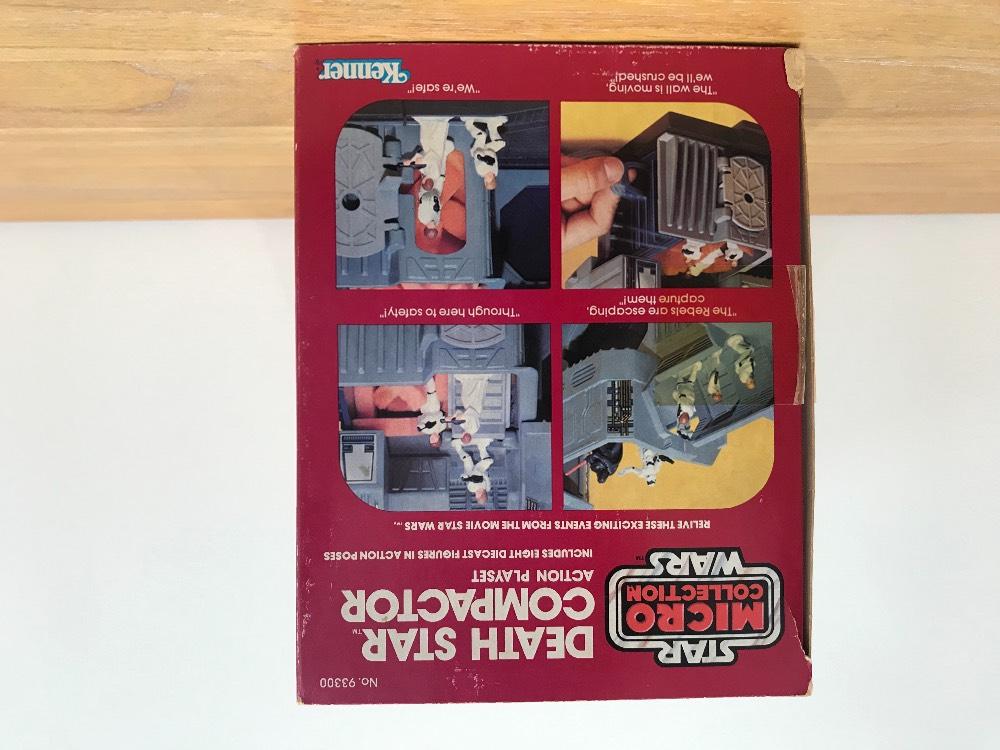 No. 93300
STAR
MICRO
COLLECTION
WARS™
DEATH STAR™
COMPACTOR
ACTION PLAYSET
INCLUDES EIGHT DIECAST FIGURES IN ACTION POSES
RELIVE THESE EXCITING EVENTS FROM THE MOVIE STAR WARS...
"The Rebels are escaping,
capture them!"
"Through here to safety!"
"The wall is moving,
we'll be crushed!"
"We're safe!"
Kenner